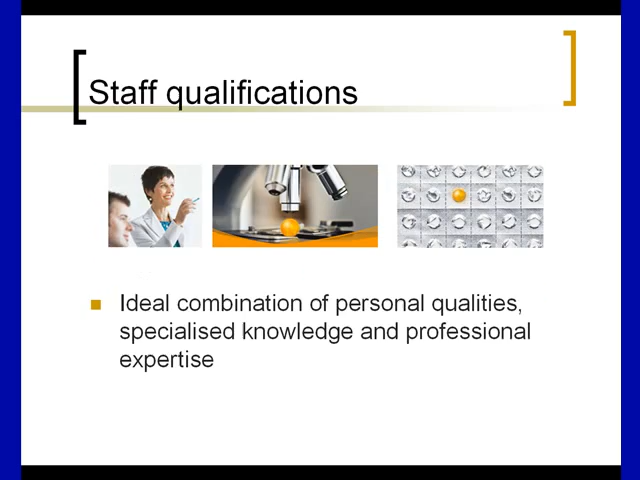 Staff qualifications
Ideal combination of personal qualities,
specialised knowledge and professional
expertise